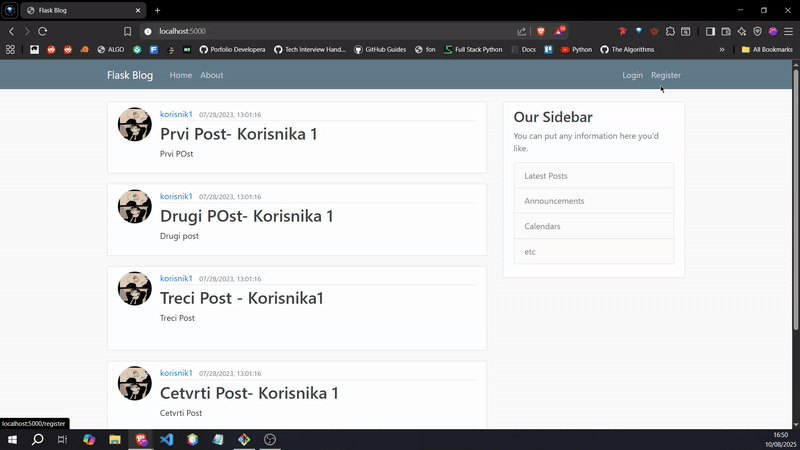 Flask Blog
localhost:5000
ALGO
Porfolio Developera
Tech Interview Hand...
GitHub Guides
fon
Full Stack Python
Docs
Python
The Algorithms
»
All Bookmarks
Flask Blog
Home
About
Login
Register
korisnik1 07/28/2023, 13:01:16
Prvi Post- Korisnika 1
Prvi POst
korisnik1 07/28/2023, 13:01:16
Drugi POst- Korisnika 1
Drugi post
korisnik1 07/28/2023, 13:01:16
Treci Post - Korisnika1
Treci Post
korisnik1 07/28/2023, 13:01:16
Cetvrti Post- Korisnika 1
Cetvrti Post
Our Sidebar
You can put any information here you'd
like.
Latest Posts
Announcements
Calendars
etc
localhost:5000/register
16:50
10/08/2025